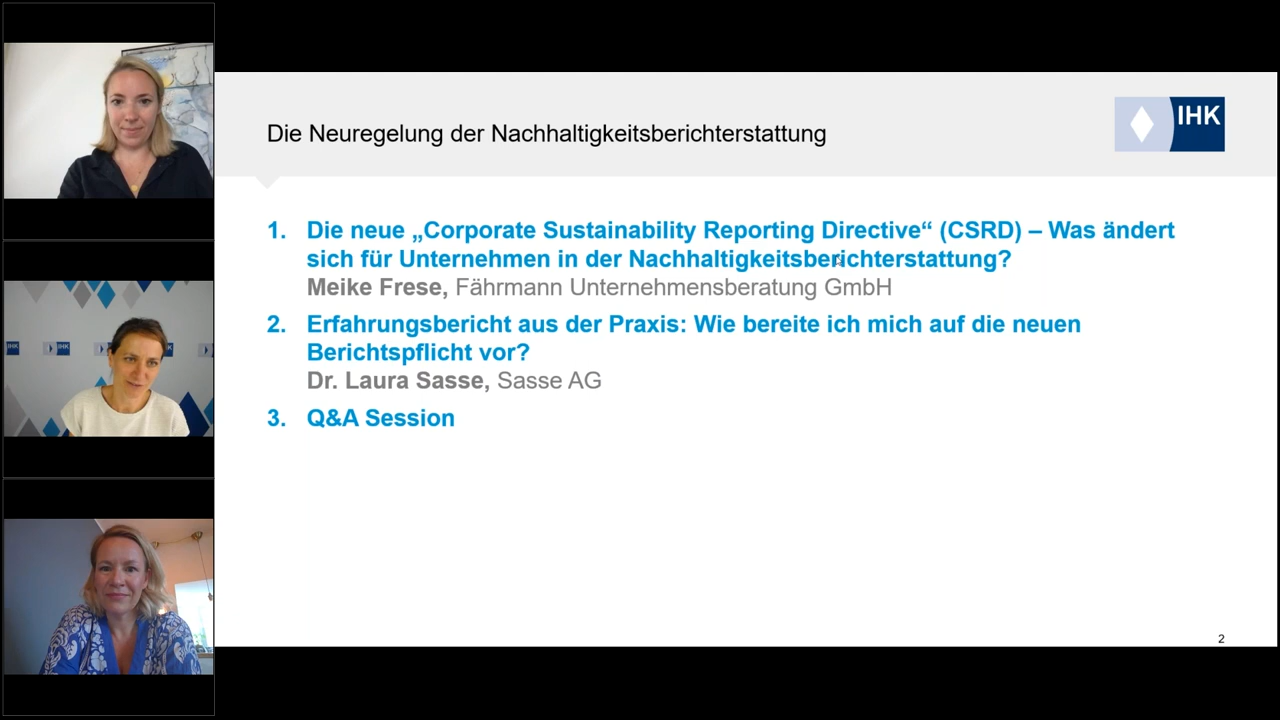 Die Neuregelung der Nachhaltigkeitsberichterstattung
IHK
1. Die neue „Corporate Sustainability Reporting Directive“ (CSRD) – Was ändert
sich für Unternehmen in der Nachhaltigkeitsberichterstattung?
Meike Frese, Fährmann Unternehmensberatung GmbH
2. Erfahrungsbericht aus der Praxis: Wie bereite ich mich auf die neuen
Berichtspflicht vor?
Dr. Laura Sasse, Sasse AG
3. Q&A Session
2
IHK
IHK